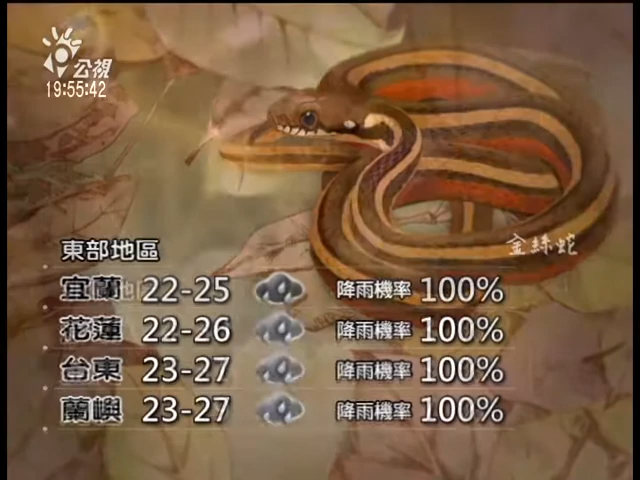 公視
19:55:42
金絲蛇
東部地區
宜蘭 22-25 降雨機率 100%
花蓮 22-26 降雨機率 100%
台東 23-27 降雨機率 100%
蘭嶼 23-27 降雨機率 100%